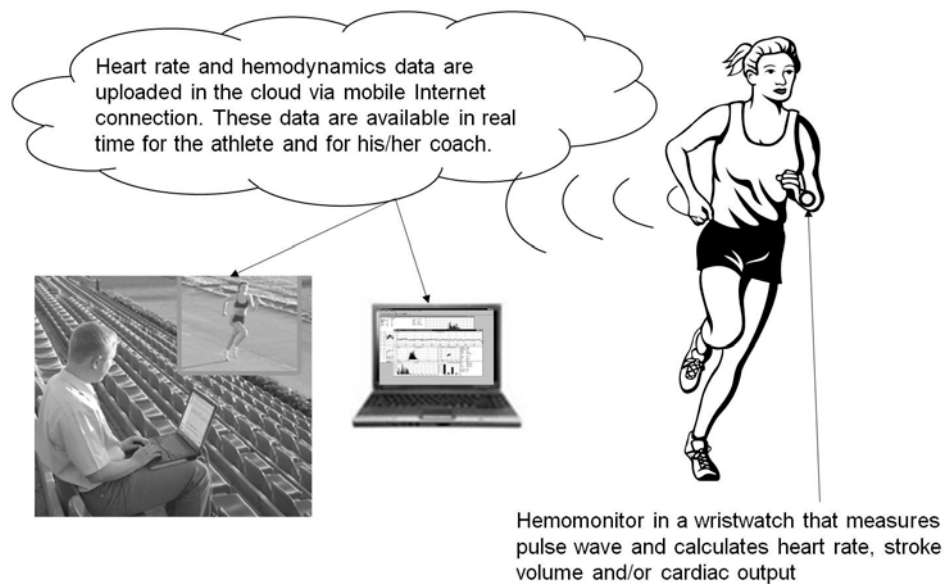 Heart rate and hemodynamics data are
uploaded in the cloud via mobile Internet
connection. These data are available in real
time for the athlete and for his/her coach.
Hemomonitor in a wristwatch that measures
pulse wave and calculates heart rate, stroke
volume and/or cardiac output